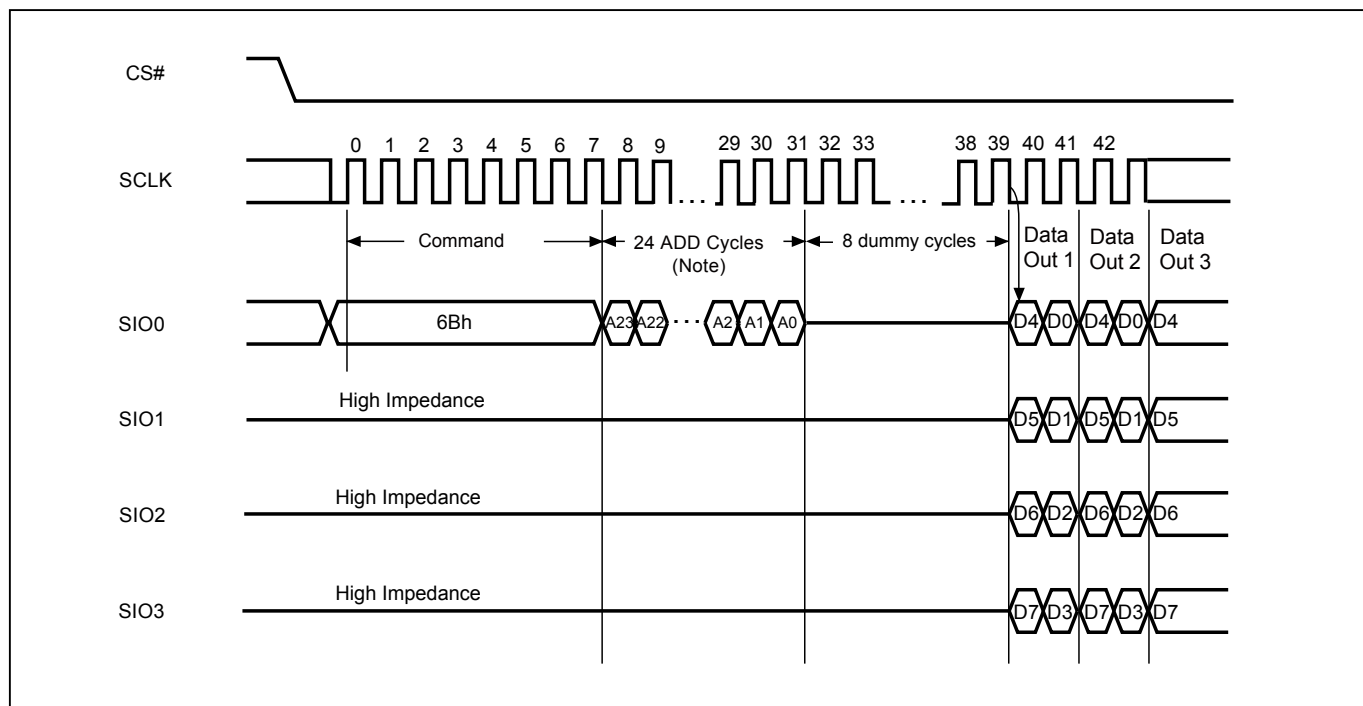 CS#
0 1 2 3 4 5 6 7 8 9 29 30 31 32 33 38 39 40 41 42
SCLK
...
...
Command
24 ADD Cycles
(Note)
8 dummy cycles
Data
Out 1
Data
Out 2
Data
Out 3
SIO0
6Bh
A23 A22 ... A2 A1 A0
D4 D0 D4 D0 D4
High Impedance
SIO1
D5 D1 D5 D1 D5
High Impedance
SIO2
D6 D2 D6 D2 D6
High Impedance
SIO3
D7 D3 D7 D3 D7